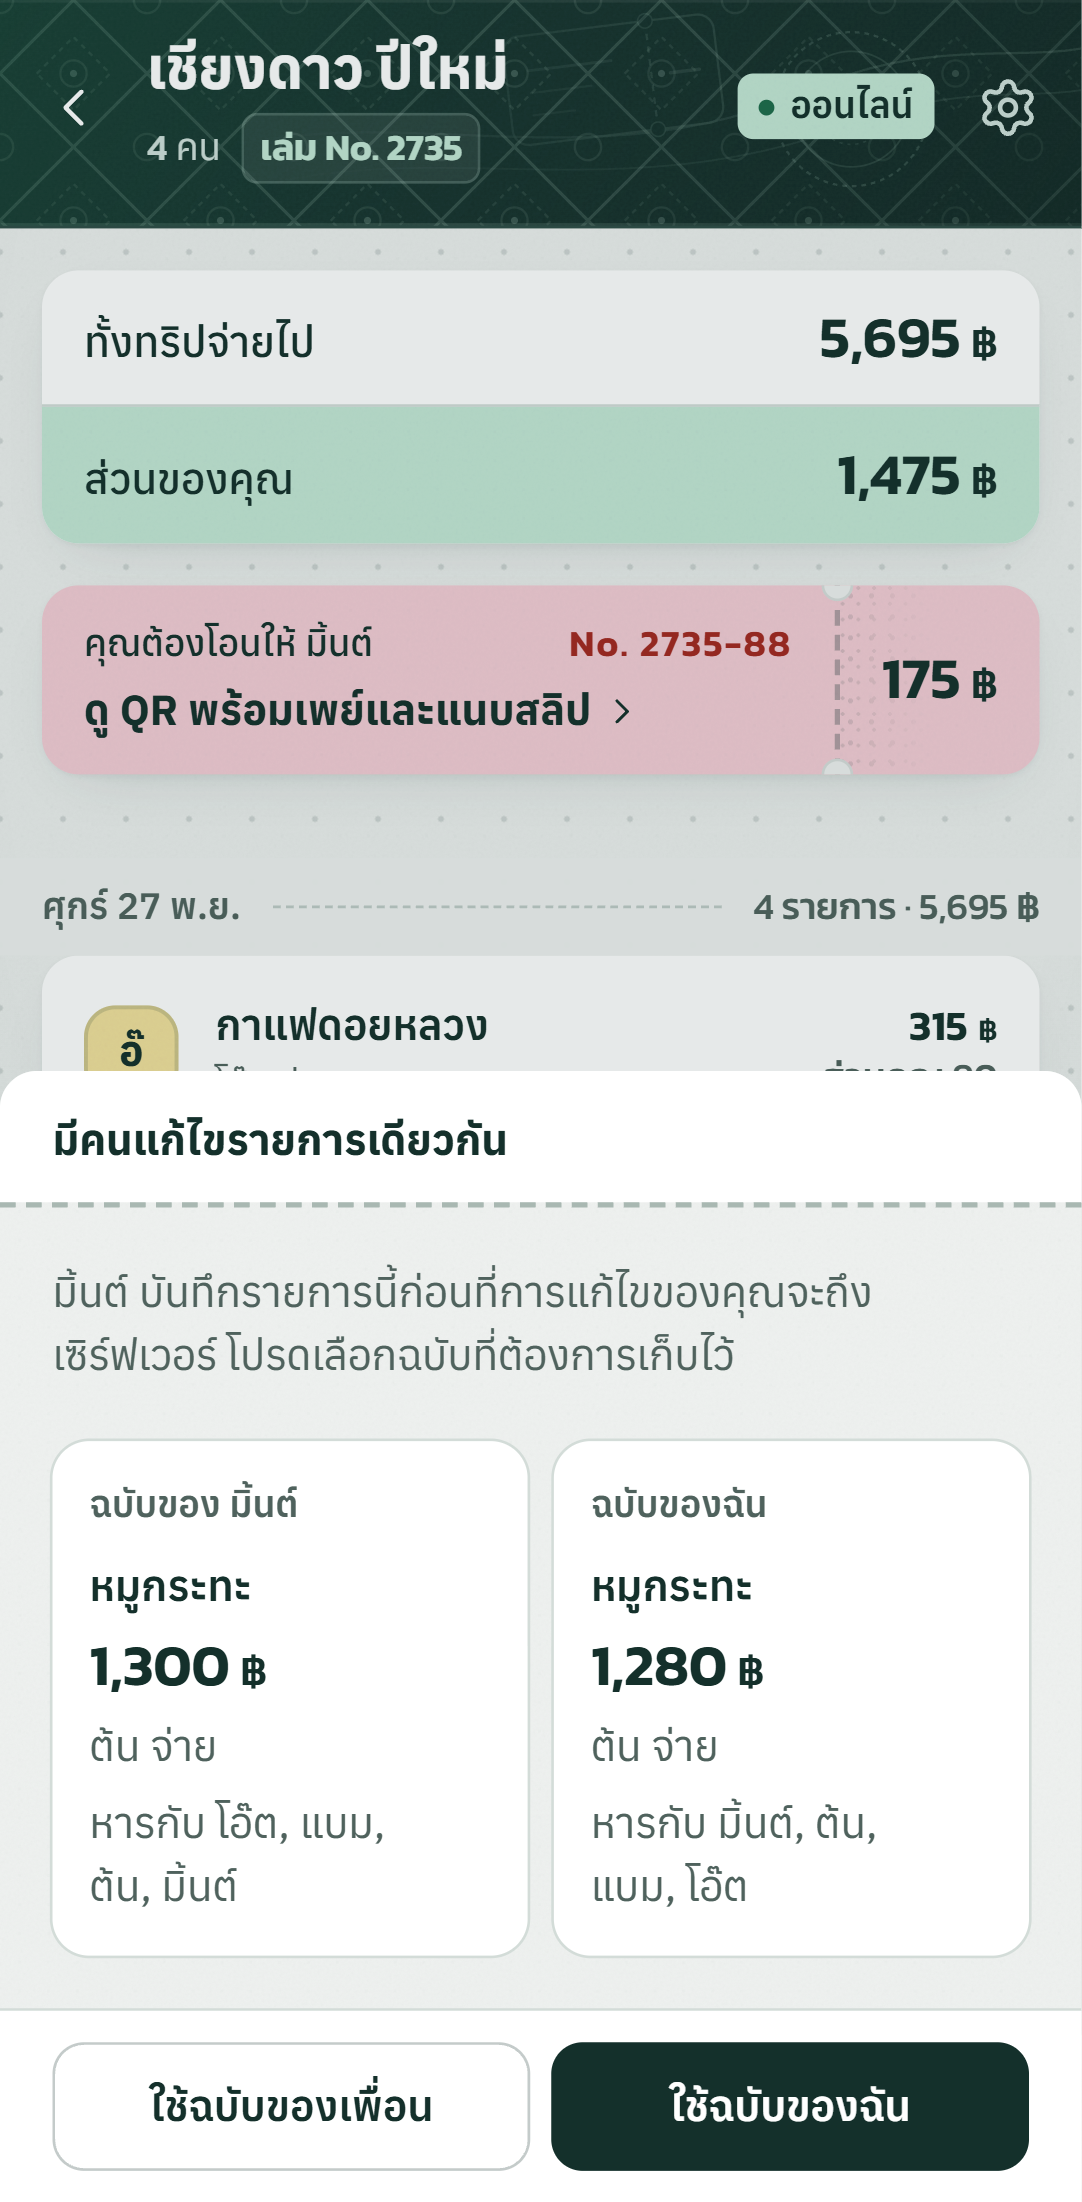 เชียงดาว ปีใหม่
4 คน เล่ม No. 2735
ออนไลน์
ทั้งทริปจ่ายไป 5,695 ฿
ส่วนของคุณ 1,475 ฿
คุณต้องโอนให้ มิ้นต์ No. 2735-88
ดู QR พร้อมเพย์และแนบสลิป
175 ฿
ศุกร์ 27 พ.ย. 4 รายการ · 5,695 ฿
อ๊
กาแฟดอยหลวง 315 ฿
มีคนแก้ไขรายการเดียวกัน
มิ้นต์ บันทึกรายการนี้ก่อนที่การแก้ไขของคุณจะถึง
เซิร์ฟเวอร์ โปรดเลือกฉบับที่ต้องการเก็บไว้
ฉบับของ มิ้นต์
หมูกระทะ
1,300 ฿
ต้น จ่าย
หารกับ โอ๊ต, แบม,
ต้น, มิ้นต์
ฉบับของฉัน
หมูกระทะ
1,280 ฿
ต้น จ่าย
หารกับ มิ้นต์, ต้น,
แบม, โอ๊ต
ใช้ฉบับของเพื่อน
ใช้ฉบับของฉัน